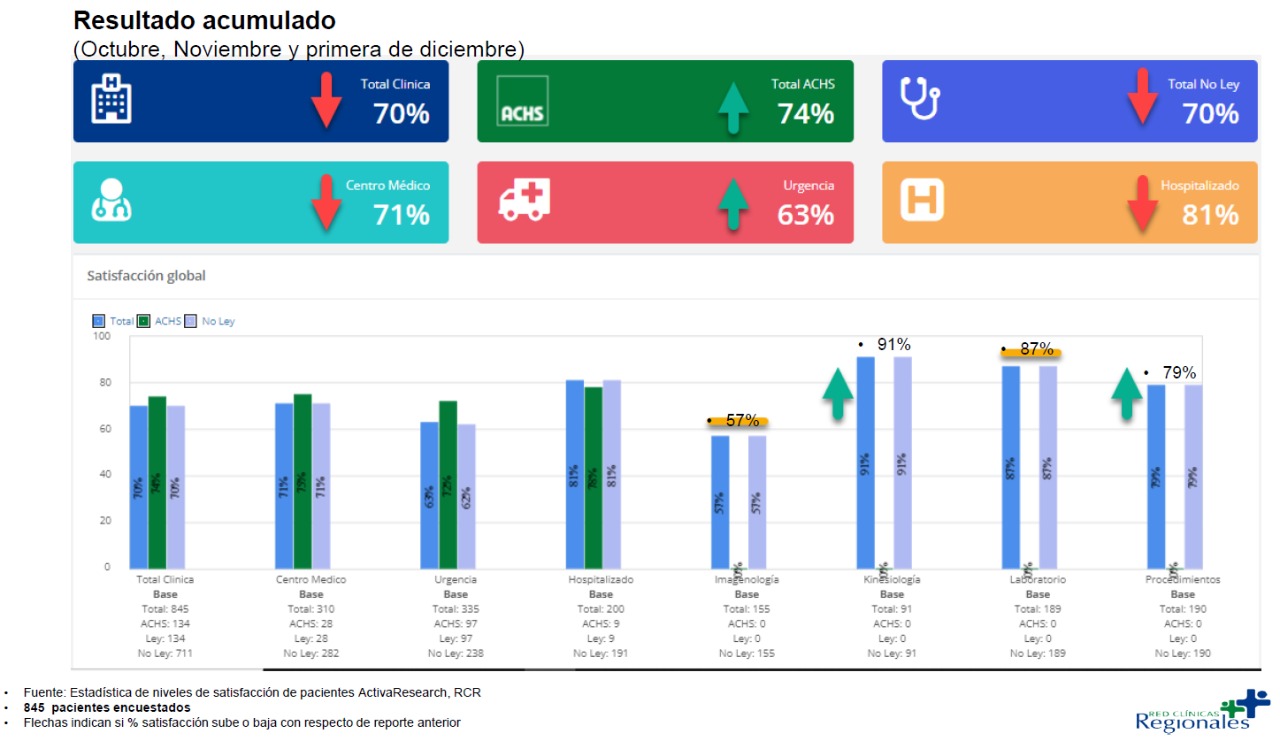 Resultado acumulado
(Octubre, Noviembre y primera de diciembre)
Total Clínica
70%
ACHS
Total ACHS
74%
Total No Ley
70%
Centro Médico
71%
Urgencia
63%
H
Hospitalizado
81%
Satisfacción global
Total ACHS No Ley
100
80
60
40
20
0
70% 74% 70%
71% 75% 71%
63% 72% 62%
81% 78% 81%
• 57%
57% 0% 57%
• 91%
91% 0% 91%
• 87%
87% 0% 87%
• 79%
79% 0% 79%
Total Clinica
Base
Total: 845
ACHS: 134
Ley: 134
No Ley: 711
Centro Medico
Base
Total: 310
ACHS: 28
Ley: 28
No Ley: 282
Urgencia
Base
Total: 335
ACHS: 97
Ley: 97
No Ley: 238
Hospitalizado
Base
Total: 200
ACHS: 9
Ley: 9
No Ley: 191
Imagenología
Base
Total: 155
ACHS: 0
Ley: 0
No Ley: 155
Kinesiología
Base
Total: 91
ACHS: 0
Ley: 0
No Ley: 91
Laboratorio
Base
Total: 189
ACHS: 0
Ley: 0
No Ley: 189
Procedimientos
Base
Total: 190
ACHS: 0
Ley: 0
No Ley: 190
• Fuente: Estadística de niveles de satisfacción de pacientes ActivaResearch, RCR
• 845 pacientes encuestados
• Flechas indican si % satisfacción sube o baja con respecto de reporte anterior
RED CLÍNICAS
Regionales